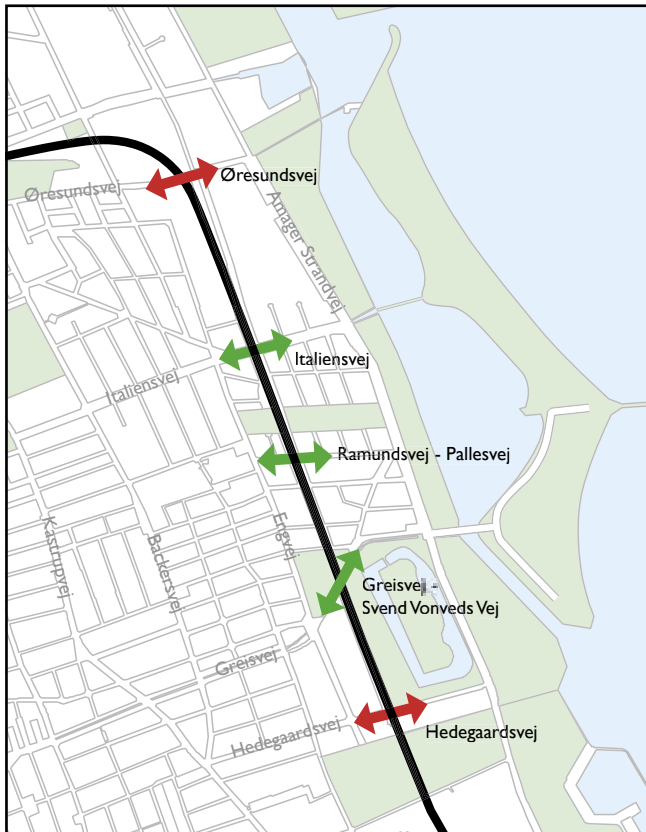 Øresundsvej
Øresundsvej
Amager Strandvej
Italiensvej
Italiensvej
Ramundsvej - Pallesvej
Kastrupvej
Backersvej
Engvej
Greisvej -
Svend Vonveds Vej
Greisvej
Hedegaardsvej
Hedegaardsvej